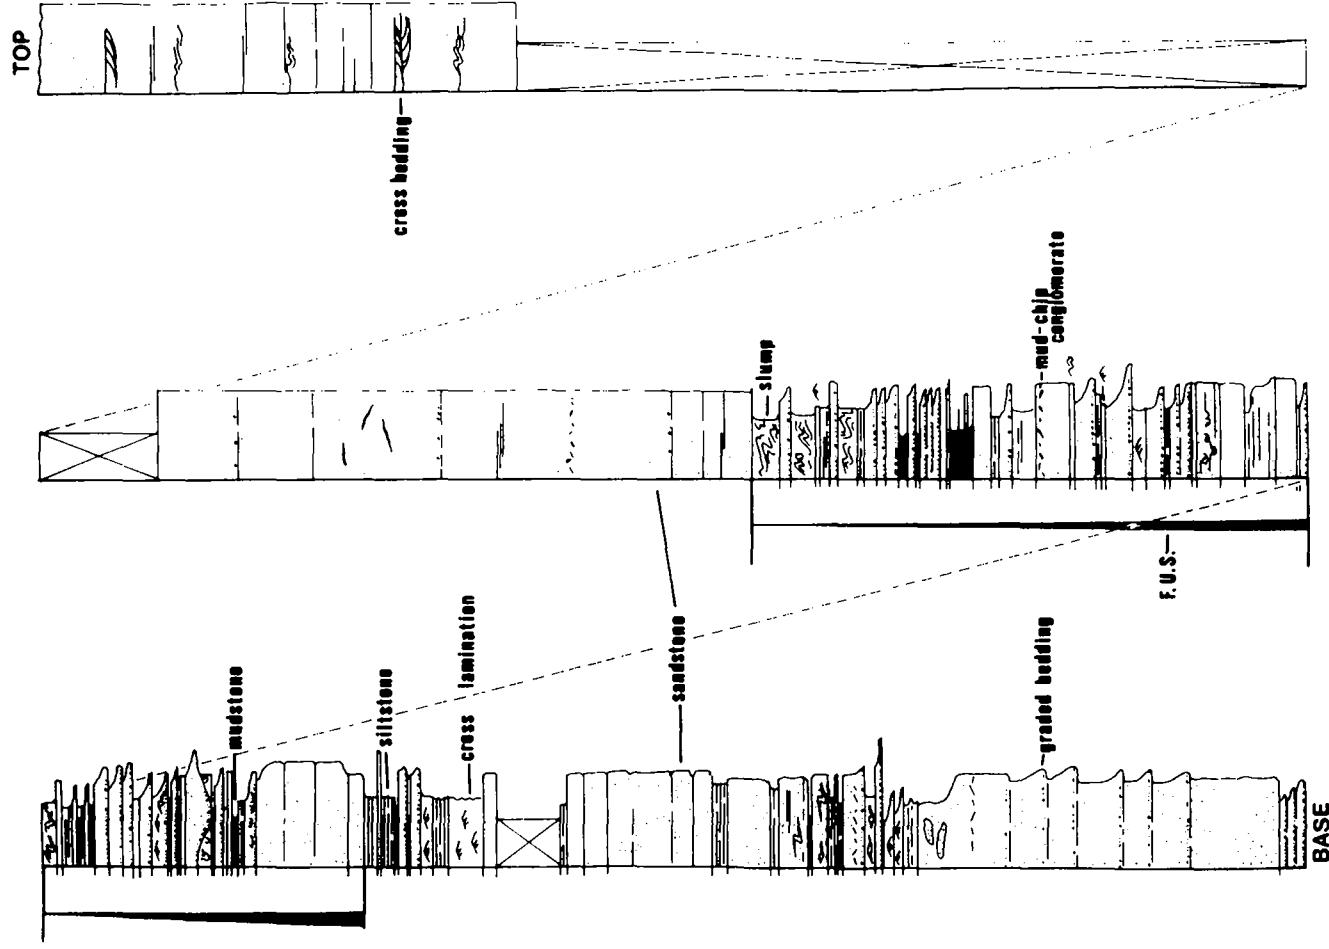 TOP
cross bedding
slump
mud-chip
conglomerate
F.U.S.
mudstone
siltstone
cross lamination
sandstone
graded bedding
BASE